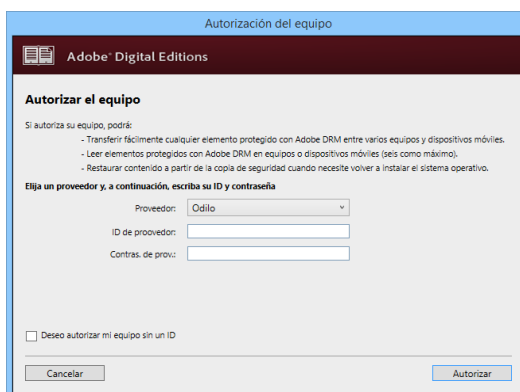 Autorización del equipo
Adobe® Digital Editions
Autorizar el equipo
Si autoriza su equipo, podrá:
- Transferir fácilmente cualquier elemento protegido con Adobe DRM entre varios equipos y dispositivos móviles.
- Leer elementos protegidos con Adobe DRM en equipos o dispositivos móviles (seis como máximo).
- Restaurar contenido a partir de la copia de seguridad cuando necesite volver a instalar el sistema operativo.
Elija un proveedor y, a continuación, escriba su ID y contraseña
Proveedor: Odilo
ID de proovedor:
Contras. de prov.:
Deseo autorizar mi equipo sin un ID
Cancelar Autorizar